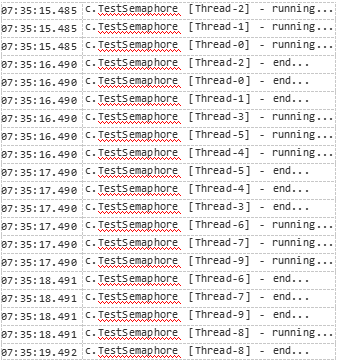 07:35:15.485 c.TestSemaphore [Thread-2] - running...
07:35:15.485 c.TestSemaphore [Thread-1] - running...
07:35:15.485 c.TestSemaphore [Thread-0] - running...
07:35:16.490 c.TestSemaphore [Thread-2] - end...
07:35:16.490 c.TestSemaphore [Thread-0] - end...
07:35:16.490 c.TestSemaphore [Thread-1] - end...
07:35:16.490 c.TestSemaphore [Thread-3] - running...
07:35:16.490 c.TestSemaphore [Thread-5] - running...
07:35:16.490 c.TestSemaphore [Thread-4] - running...
07:35:17.490 c.TestSemaphore [Thread-5] - end...
07:35:17.490 c.TestSemaphore [Thread-4] - end...
07:35:17.490 c.TestSemaphore [Thread-3] - end...
07:35:17.490 c.TestSemaphore [Thread-6] - running...
07:35:17.490 c.TestSemaphore [Thread-7] - running...
07:35:17.490 c.TestSemaphore [Thread-9] - running...
07:35:18.491 c.TestSemaphore [Thread-6] - end...
07:35:18.491 c.TestSemaphore [Thread-7] - end...
07:35:18.491 c.TestSemaphore [Thread-9] - end...
07:35:18.491 c.TestSemaphore [Thread-8] - running...
07:35:19.492 c.TestSemaphore [Thread-8] - end...